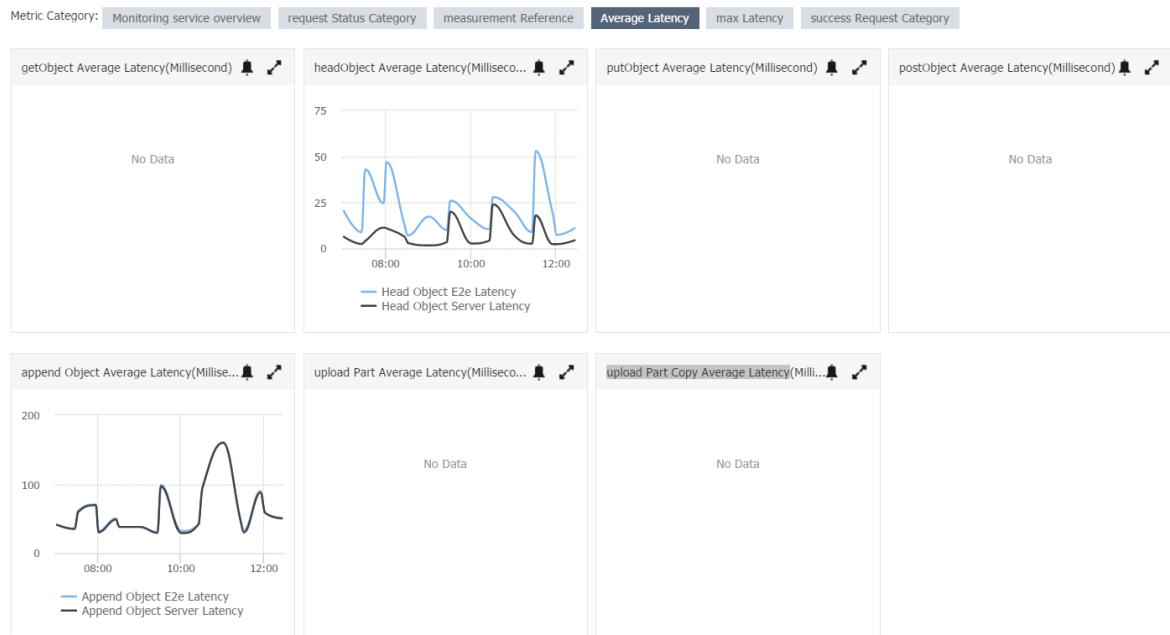 Metric Category: Monitoring service overview request Status Category measurement Reference Average Latency max Latency success Request Category
getObject Average Latency(Millisecond)
headObject Average Latency(Milliseco...
putObject Average Latency(Millisecond)
postObject Average Latency(Millisecond)
No Data
75
50
25
0
08:00 10:00 12:00
Head Object E2e Latency
Head Object Server Latency
No Data
No Data
append Object Average Latency(Millise...
upload Part Average Latency(Milliseco...
upload Part Copy Average Latency(Milli...
200
100
0
08:00 10:00 12:00
Append Object E2e Latency
Append Object Server Latency
No Data
No Data